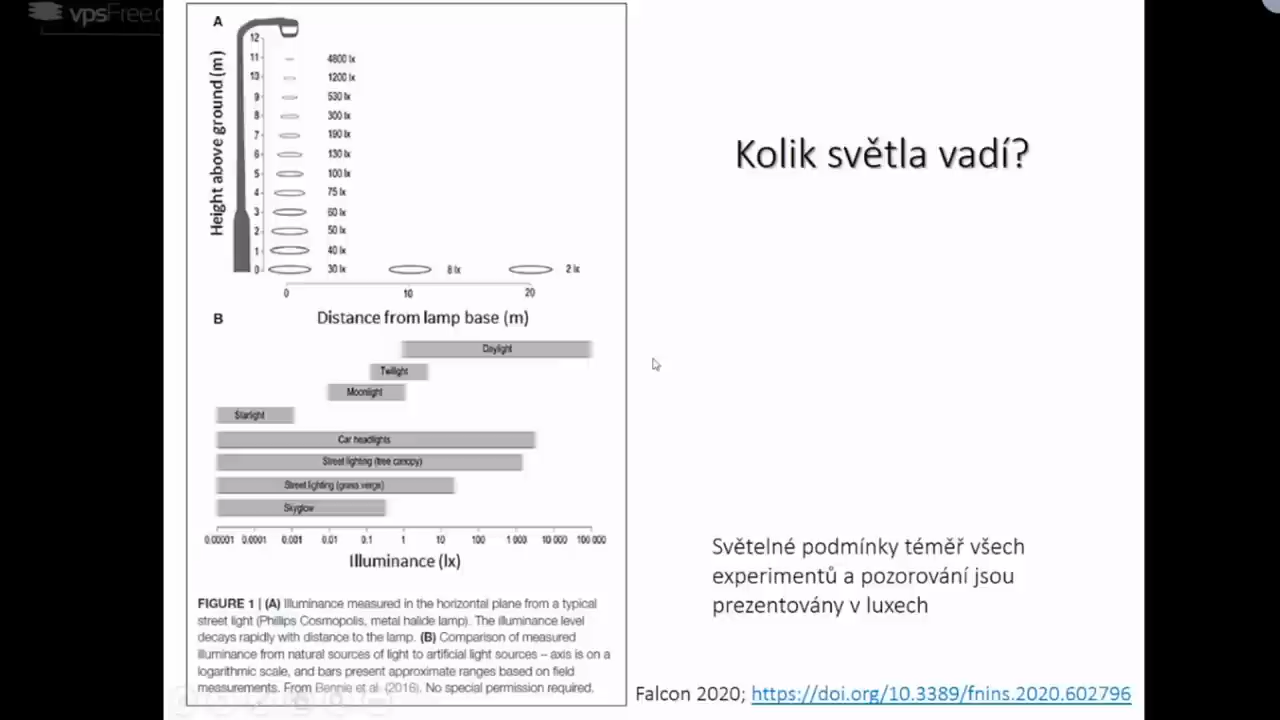 vpsFree.c
A
Height above ground (m)
12
11
10
9
8
7
6
5
4
3
2
1
0
4800 lx
1200 lx
530 lx
300 lx
190 lx
130 lx
100 lx
75 lx
60 lx
50 lx
40 lx
30 lx
8 lx
2 lx
0
10
20
Distance from lamp base (m)
B
Daylight
Twilight
Moonlight
Starlight
Car headlights
Street lighting (tree canopy)
Street lighting (grass verge)
Skyglow
0.00001 0.0001 0.001 0.01 0.1 1 10 100 1 000 10 000 100 000
Illuminance (lx)
FIGURE 1 | (A) Illuminance measured in the horizontal plane from a typical
street light (Phillips Cosmopolis, metal halide lamp). The illuminance level
decays rapidly with distance to the lamp. (B) Comparison of measured
illuminance from natural sources of light to artificial light sources – axis is on a
logarithmic scale, and bars present approximate ranges based on field
measurements. From Bennie et al. (2016). No special permission required.
Kolik světla vadí?
Světelné podmínky téměř všech
experimentů a pozorování jsou
prezentovány v luxech
Falcon 2020; https://doi.org/10.3389/fnins.2020.602796